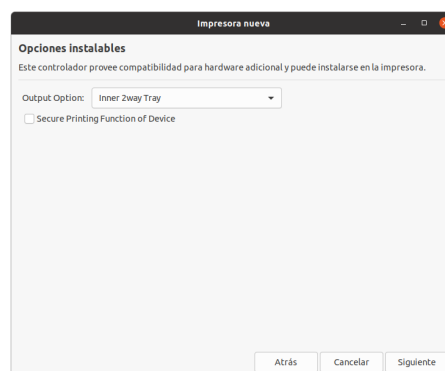 Impresora nueva
Opciones instalables
Este controlador provee compatibilidad para hardware adicional y puede instalarse en la impresora.
Output Option: Inner 2way Tray
Secure Printing Function of Device
Atrás Cancelar Siguiente